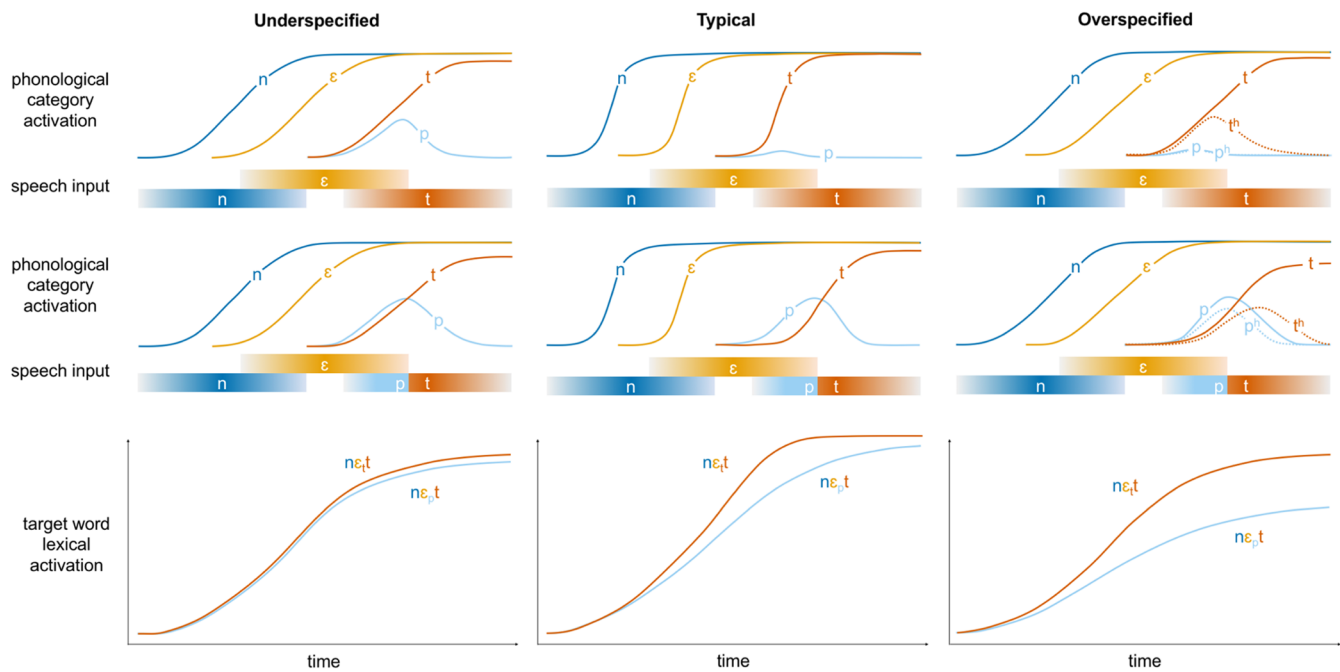 Underspecified Typical Overspecified
phonological
category
activation
n ɛ t p
n ɛ t p
n ɛ t tʰ p pʰ
speech input
ɛ ɛ ɛ
n t n t n t
phonological
category
activation
n ɛ t p
n ɛ p t
n ɛ t p pʰ tʰ
speech input
ɛ ɛ ɛ
n p t n p t n p t
target word
lexical
activation
nɛₜt
nɛₚt
nɛₜt
nɛₚt
nɛₜt
nɛₚt
time time time